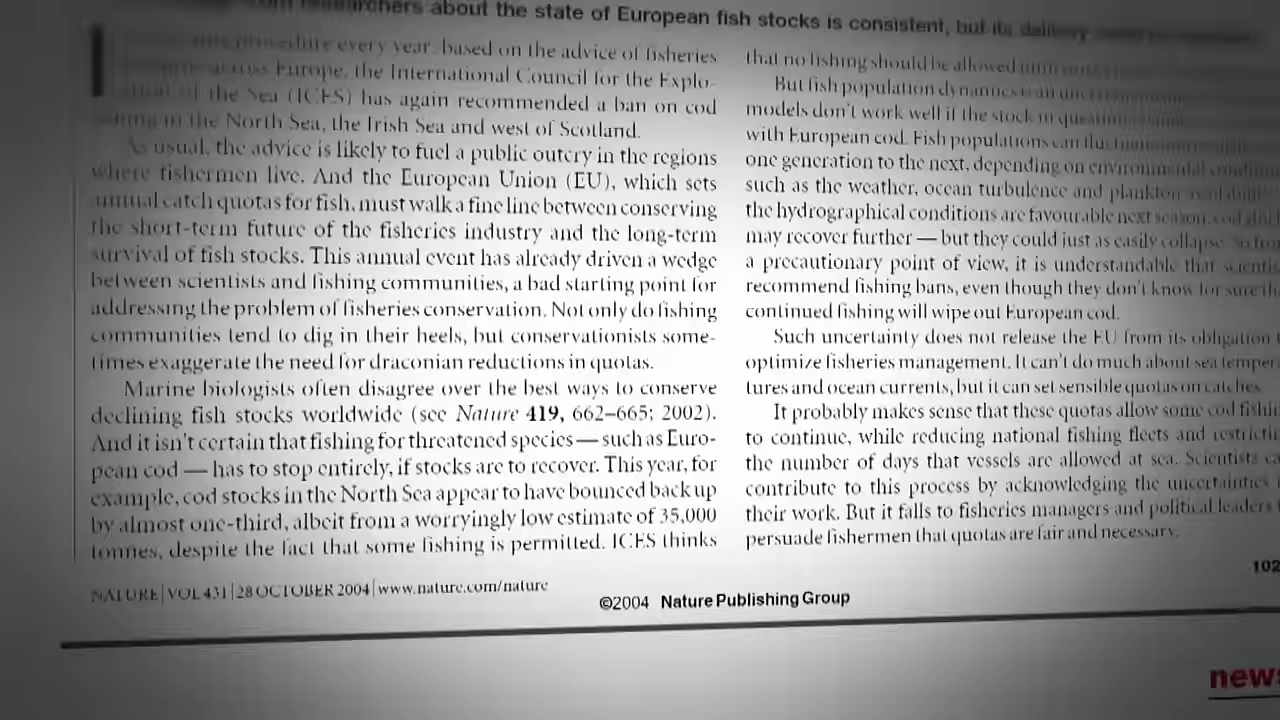 researchers about the state of European fish stocks is consistent, but its delivery
procedure every year, based on the advice of fisheries
across Europe, the International Council for the Explo-
of the Sea (ICES) has again recommended a ban on cod
in the North Sea, the Irish Sea and west of Scotland.
As usual, the advice is likely to fuel a public outcry in the regions
where fishermen live. And the European Union (EU), which sets
annual catch quotas for fish, must walk a fine line between conserving
the short-term future of the fisheries industry and the long-term
survival of fish stocks. This annual event has already driven a wedge
between scientists and fishing communities, a bad starting point for
addressing the problem of fisheries conservation. Not only do fishing
communities tend to dig in their heels, but conservationists some-
times exaggerate the need for draconian reductions in quotas.
Marine biologists often disagree over the best ways to conserve
declining fish stocks worldwide (see Nature 419, 662–665; 2002).
And it isn't certain that fishing for threatened species — such as Euro-
pean cod — has to stop entirely, if stocks are to recover. This year, for
example, cod stocks in the North Sea appear to have bounced back up
by almost one-third, albeit from a worryingly low estimate of 35,000
tonnes, despite the fact that some fishing is permitted. ICES thinks
that no fishing should be allowed until
But fish population dynamics is an
models don't work well if the stock in question
with European cod. Fish populations can
one generation to the next, depending on environmental
such as the weather, ocean turbulence and plankton availability.
the hydrographical conditions are favourable next season, cod
may recover further — but they could just as easily collapse. So from
a precautionary point of view, it is understandable that
recommend fishing bans, even though they don't know for sure
continued fishing will wipe out European cod.
Such uncertainty does not release the EU from its obligation
optimize fisheries management. It can't do much about sea tempera
tures and ocean currents, but it can set sensible quotas on catches.
It probably makes sense that these quotas allow some cod
to continue, while reducing national fishing fleets and
the number of days that vessels are allowed at sea. Scientists
contribute to this process by acknowledging the uncertainties
their work. But it falls to fisheries managers and political leaders
persuade fishermen that quotas are fair and necessary.
102
NATURE | VOL 431 | 28 OCTOBER 2004 | www.nature.com/nature
©2004 Nature Publishing Group
news